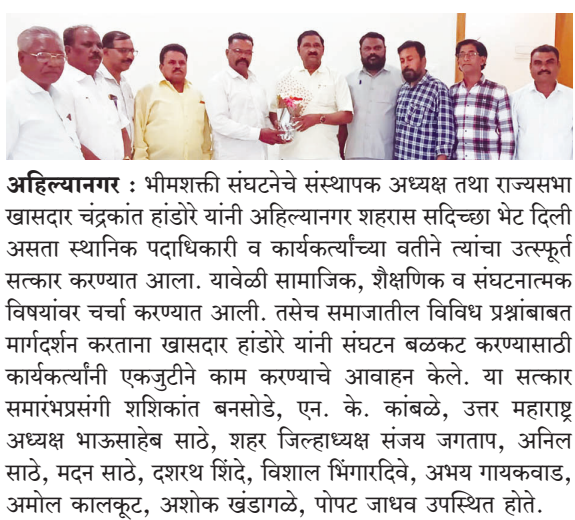 अहिल्यानगर : भीमशक्ती संघटनेचे संस्थापक अध्यक्ष तथा राज्यसभा
खासदार चंद्रकांत हांडोरे यांनी अहिल्यानगर शहरास सदिच्छा भेट दिली
असता स्थानिक पदाधिकारी व कार्यकर्त्यांच्या वतीने त्यांचा उत्स्फूर्त
सत्कार करण्यात आला. यावेळी सामाजिक, शैक्षणिक व संघटनात्मक
विषयांवर चर्चा करण्यात आली. तसेच समाजातील विविध प्रश्नांबाबत
मार्गदर्शन करताना खासदार हांडोरे यांनी संघटन बळकट करण्यासाठी
कार्यकर्त्यांनी एकजुटीने काम करण्याचे आवाहन केले. या सत्कार
समारंभप्रसंगी शशिकांत बनसोडे, एन. के. कांबळे, उत्तर महाराष्ट्र
अध्यक्ष भाऊसाहेब साठे, शहर जिल्हाध्यक्ष संजय जगताप, अनिल
साठे, मदन साठे, दशरथ शिंदे, विशाल भिंगारदिवे, अभय गायकवाड,
अमोल कालकूट, अशोक खंडागळे, पोपट जाधव उपस्थित होते.